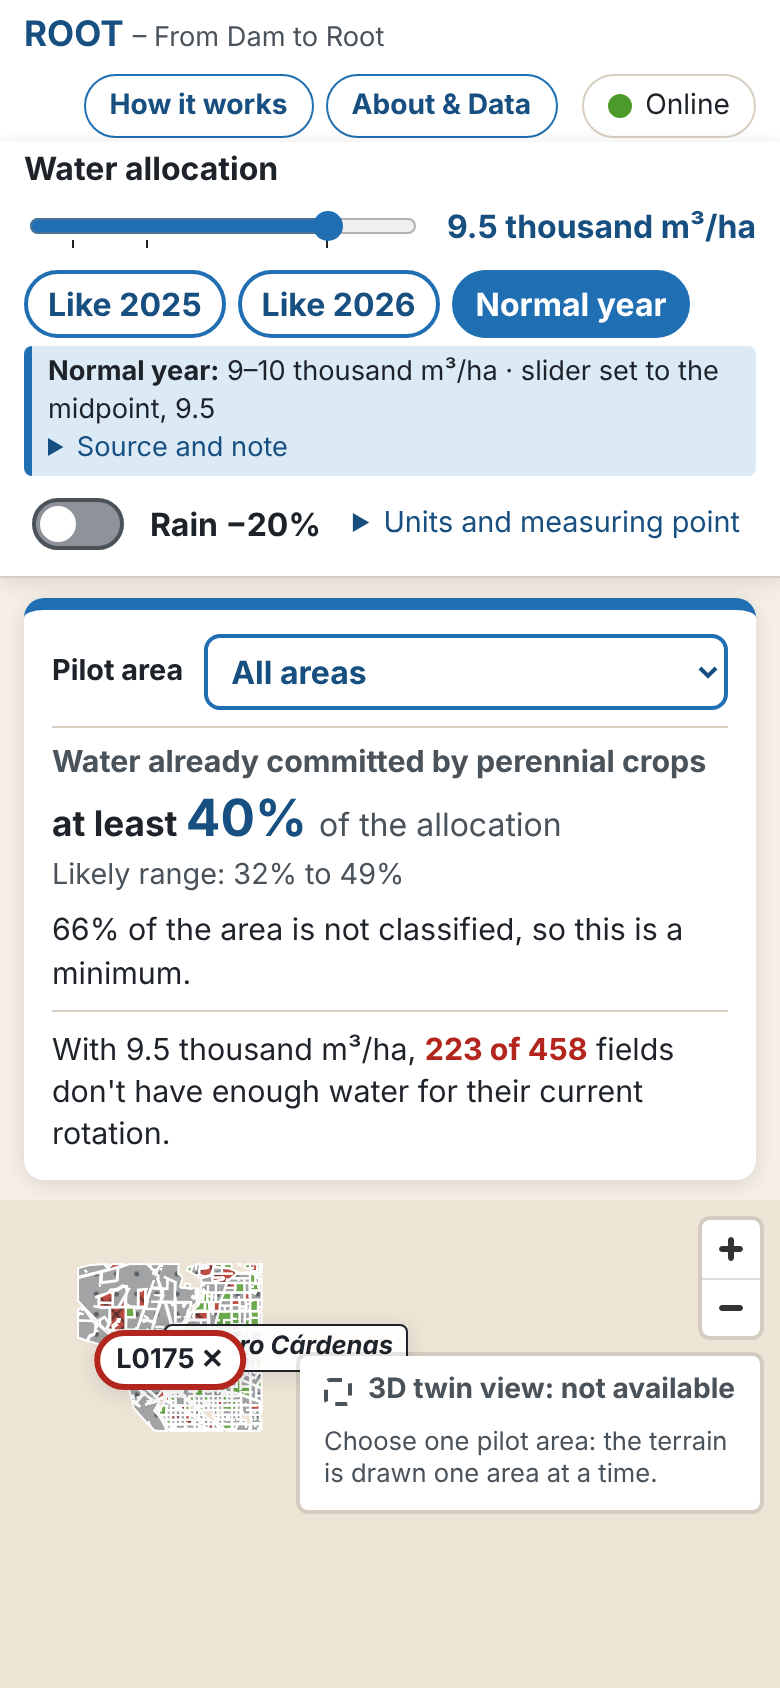 ROOT – From Dam to Root
How it works
About & Data
Online
Water allocation
9.5 thousand m³/ha
Like 2025
Like 2026
Normal year
Normal year: 9–10 thousand m³/ha · slider set to the
midpoint, 9.5
Source and note
Rain −20%
Units and measuring point
Pilot area
All areas
Water already committed by perennial crops
at least 40% of the allocation
Likely range: 32% to 49%
66% of the area is not classified, so this is a
minimum.
With 9.5 thousand m³/ha, 223 of 458 fields
don't have enough water for their current
rotation.
+
−
L0175 ✕
Cárdenas
3D twin view: not available
Choose one pilot area: the terrain
is drawn one area at a time.